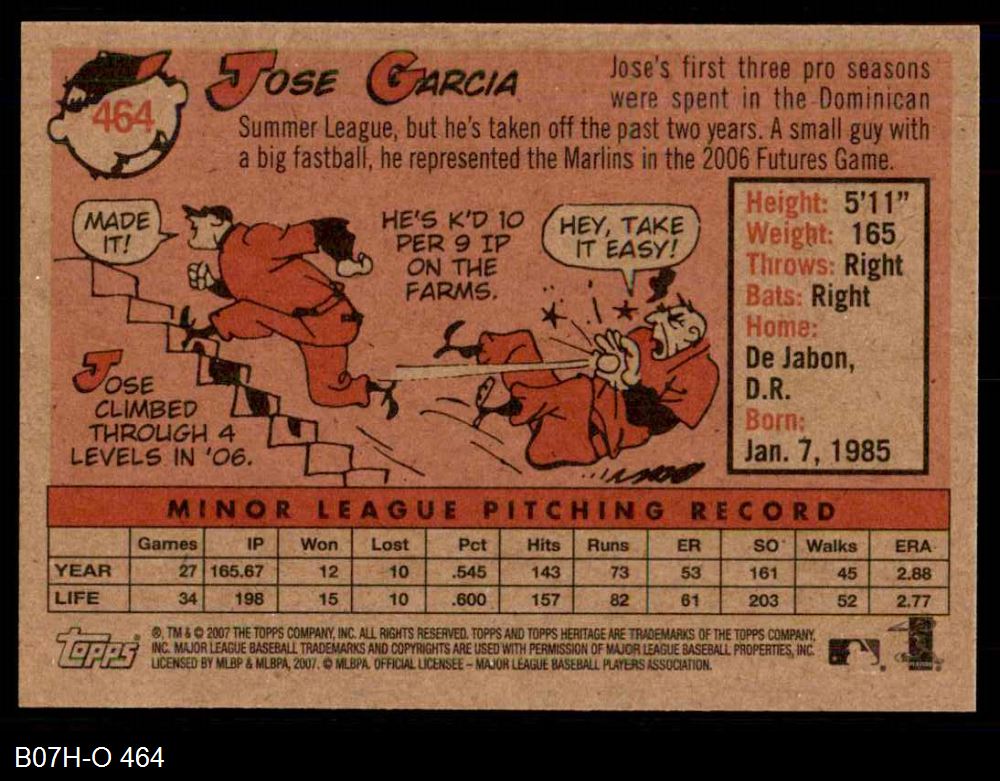 464
JOSE GARCIA
Jose's first three pro seasons
were spent in the Dominican
Summer League, but he's taken off the past two years. A small guy with
a big fastball, he represented the Marlins in the 2006 Futures Game.
MADE
IT!
HE'S K'D 10
PER 9 IP
ON THE
FARMS.
HEY, TAKE
IT EASY!
JOSE
CLIMBED
THROUGH 4
LEVELS IN '06.
Height: 5'11"
Weight: 165
Throws: Right
Bats: Right
Home:
De Jabon,
D.R.
Born:
Jan. 7, 1985
MINOR LEAGUE PITCHING RECORD
Games IP Won Lost Pct Hits Runs ER SO Walks ERA
YEAR 27 165.67 12 10 .545 143 73 53 161 45 2.88
LIFE 34 198 15 10 .600 157 82 61 203 52 2.77
topps
®, TM & © 2007 THE TOPPS COMPANY, INC. ALL RIGHTS RESERVED. TOPPS AND TOPPS HERITAGE ARE TRADEMARKS OF THE TOPPS COMPANY,
INC. MAJOR LEAGUE BASEBALL TRADEMARKS AND COPYRIGHTS ARE USED WITH PERMISSION OF MAJOR LEAGUE BASEBALL PROPERTIES, INC.
LICENSED BY MLBP & MLBPA, 2007. © MLBPA. OFFICIAL LICENSEE – MAJOR LEAGUE BASEBALL PLAYERS ASSOCIATION.
B07H-O 464